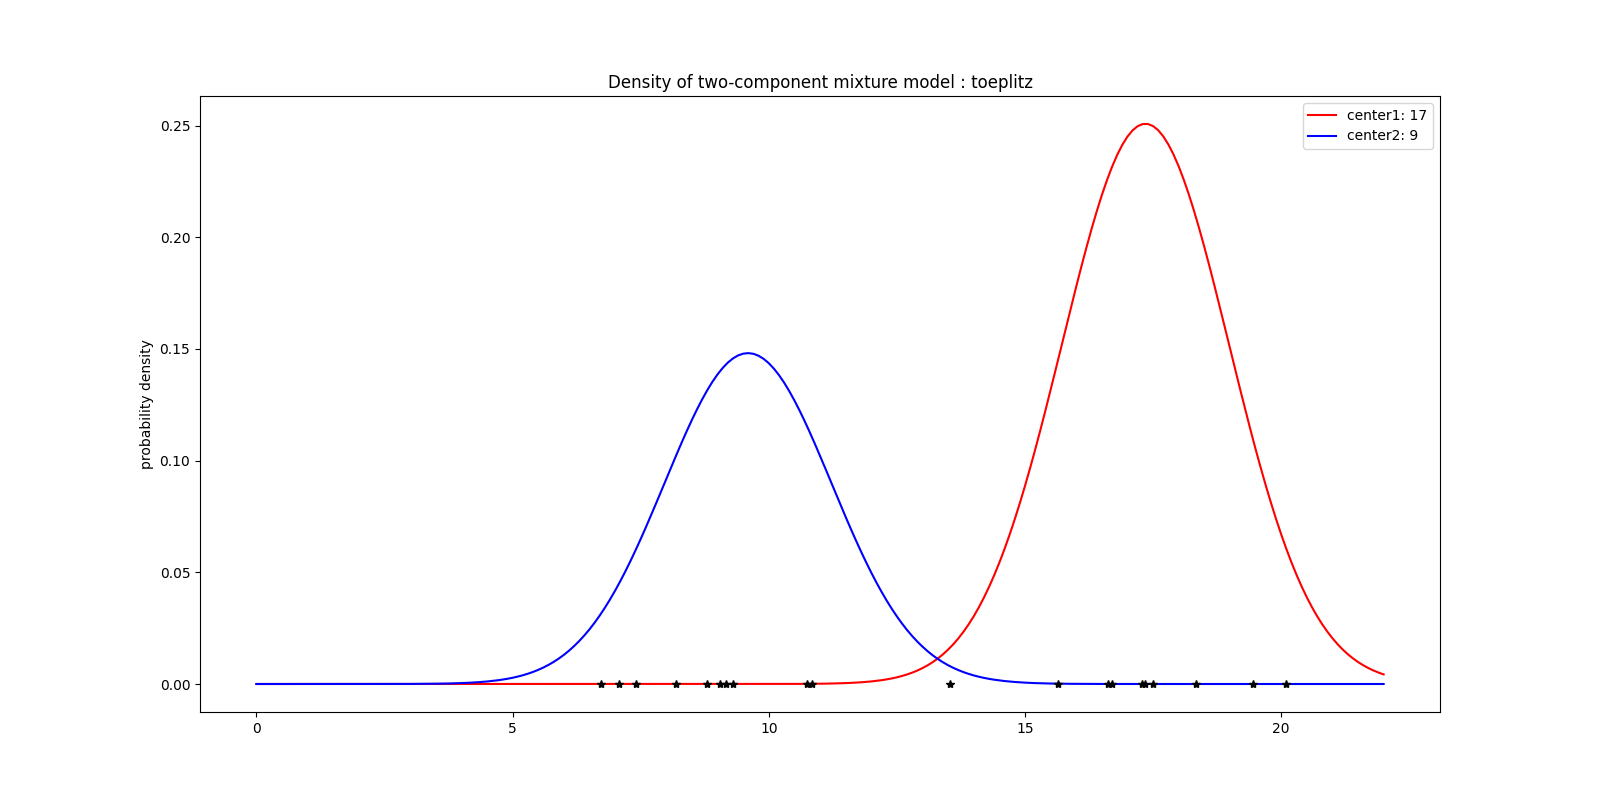 Density of two-component mixture model : toeplitz
center1: 17
center2: 9
probability density
0.25
0.20
0.15
0.10
0.05
0.00
0 5 10 15 20